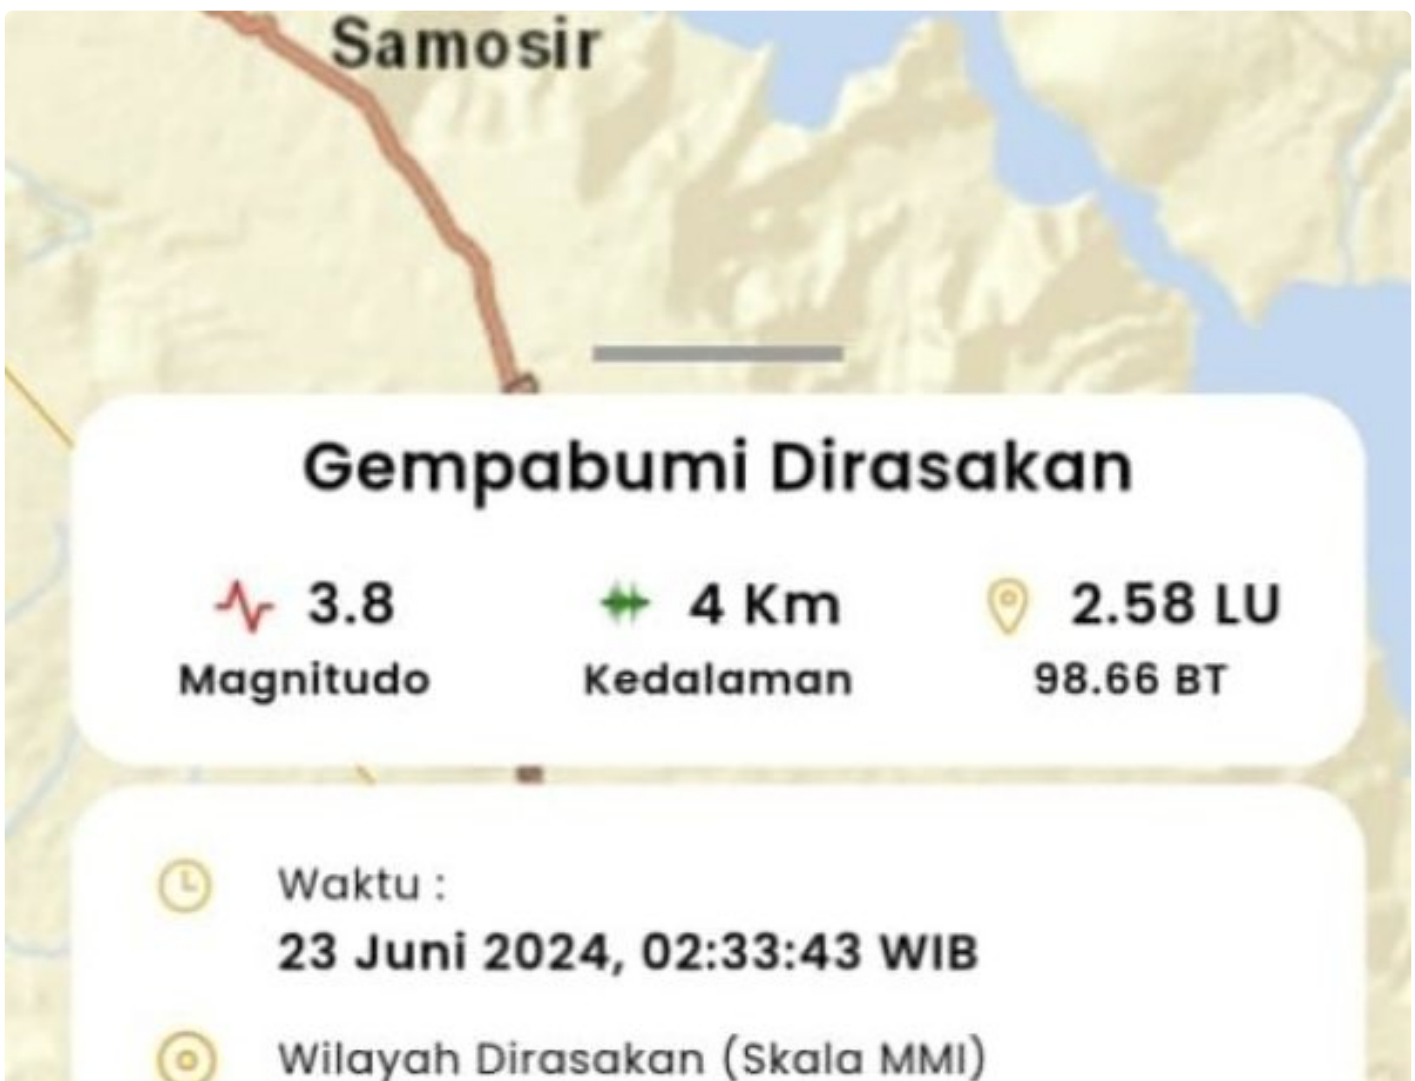 Samosir
Gempabumi Dirasakan
3.8
Magnitudo
4 Km
Kedalaman
2.58 LU
98.66 BT
Waktu :
23 Juni 2024, 02:33:43 WIB
Wilayah Dirasakan (Skala MMI)